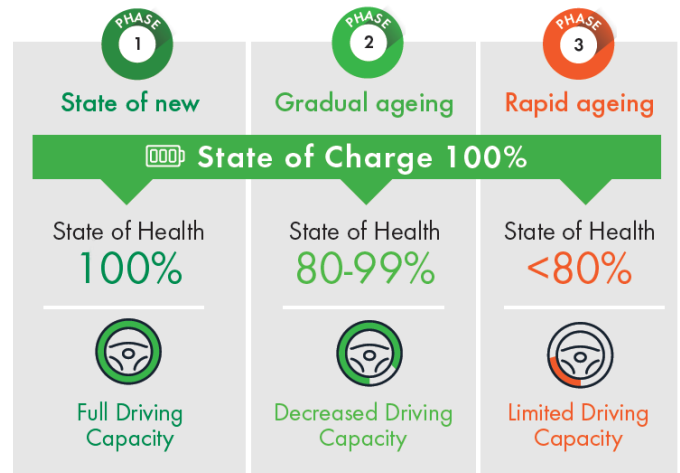 PHASE
1
State of new
PHASE
2
Gradual ageing
PHASE
3
Rapid ageing
State of Charge 100%
State of Health
100%
Full Driving
Capacity
State of Health
80-99%
Decreased Driving
Capacity
State of Health
<80%
Limited Driving
Capacity